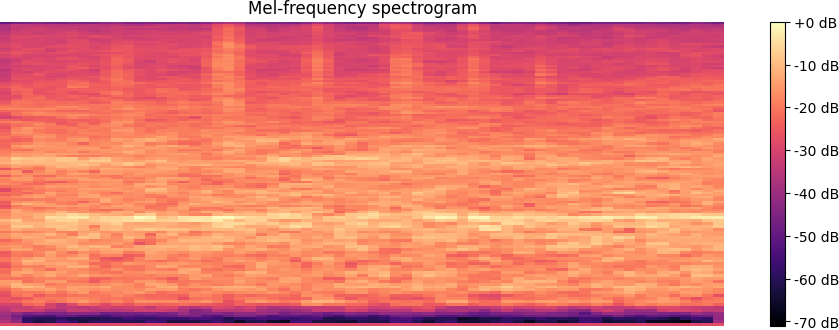 Mel-frequency spectrogram
+0 dB
-10 dB
-20 dB
-30 dB
-40 dB
-50 dB
-60 dB
-70 dB